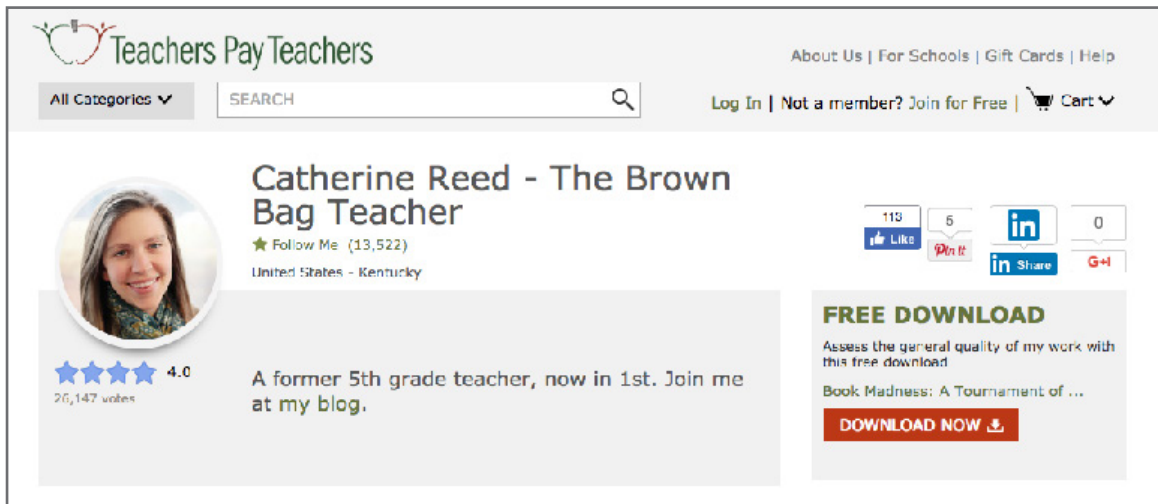 Teachers Pay Teachers
About Us | For Schools | Gift Cards | Help
All Categories
SEARCH
Log In | Not a member? Join for Free | Cart
Catherine Reed - The Brown
Bag Teacher
Follow Me (13,522)
United States - Kentucky
113
Like
5
Pin It
in
in Share
0
G+1
4.0
26,147 votes
A former 5th grade teacher, now in 1st. Join me
at my blog.
FREE DOWNLOAD
Assess the general quality of my work with
this free download
Book Madness: A Tournament of ...
DOWNLOAD NOW